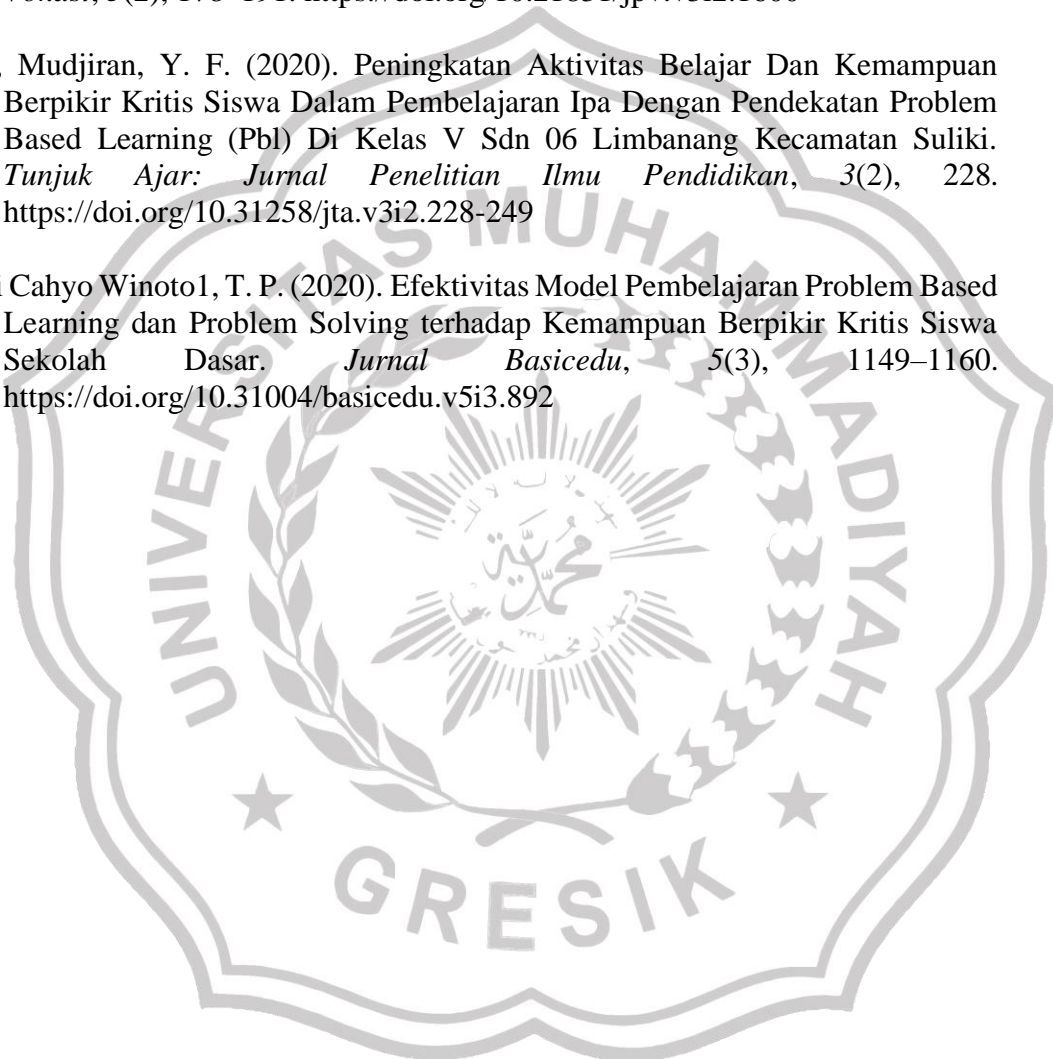 Mudjiran, Y. F. (2020). Peningkatan Aktivitas Belajar Dan Kemampuan
Berpikir Kritis Siswa Dalam Pembelajaran Ipa Dengan Pendekatan Problem
Based Learning (Pbl) Di Kelas V Sdn 06 Limbanang Kecamatan Suliki.
Tunjuk Ajar: Jurnal Penelitian Ilmu Pendidikan, 3(2), 228.
https://doi.org/10.31258/jta.v3i2.228-249
i Cahyo Winoto1, T. P. (2020). Efektivitas Model Pembelajaran Problem Based
Learning dan Problem Solving terhadap Kemampuan Berpikir Kritis Siswa
Sekolah Dasar. Jurnal Basicedu, 5(3), 1149–1160.
https://doi.org/10.31004/basicedu.v5i3.892
UNIVERSITAS MUHAMMADIYAH
محمدية
GRESIK